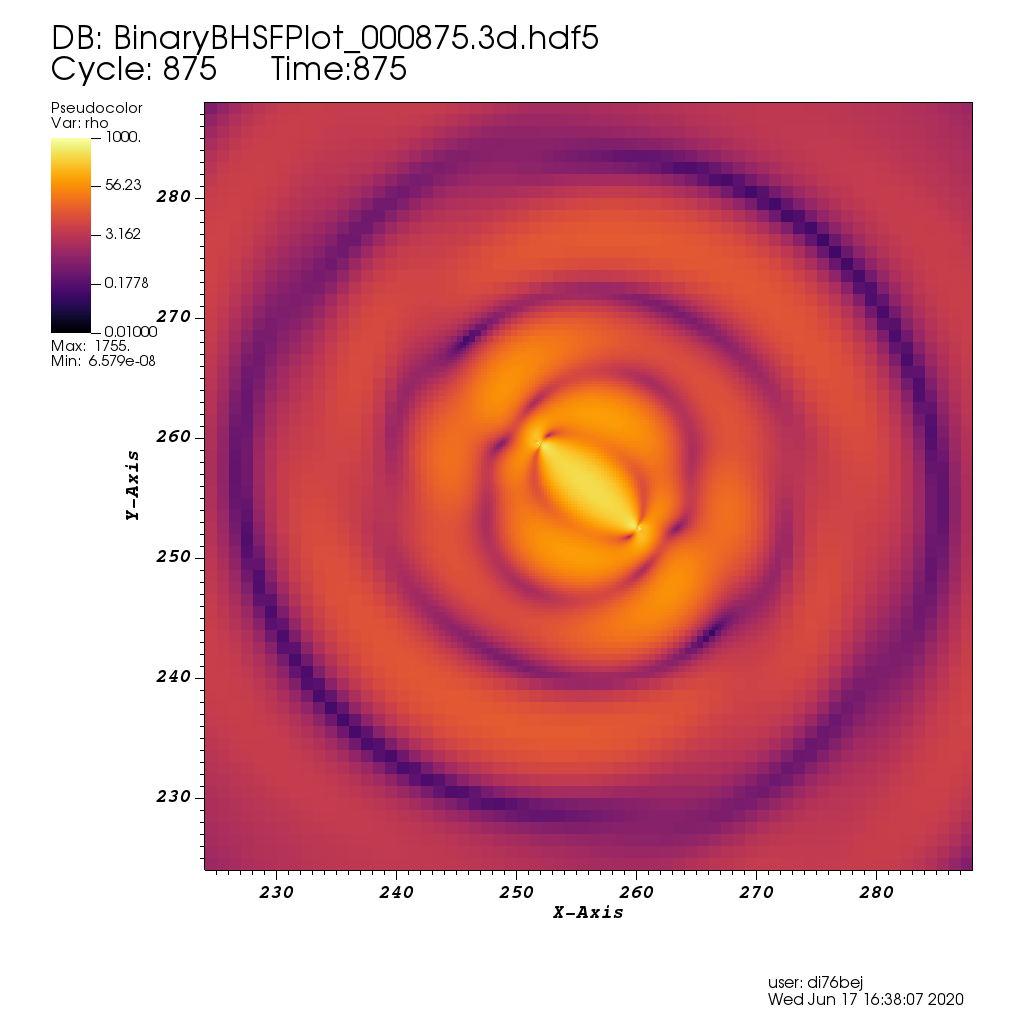 DB: BinaryBHSFPlot_000875.3d.hdf5
Cycle: 875 Time:875
Pseudocolor
Var: rho
1000.
56.23
3.162
0.1778
0.01000
Max: 1755.
Min: 6.579e-08
280
270
260
250
240
230
Y-Axis
230 240 250 260 270 280
X-Axis
user: di76bej
Wed Jun 17 16:38:07 2020